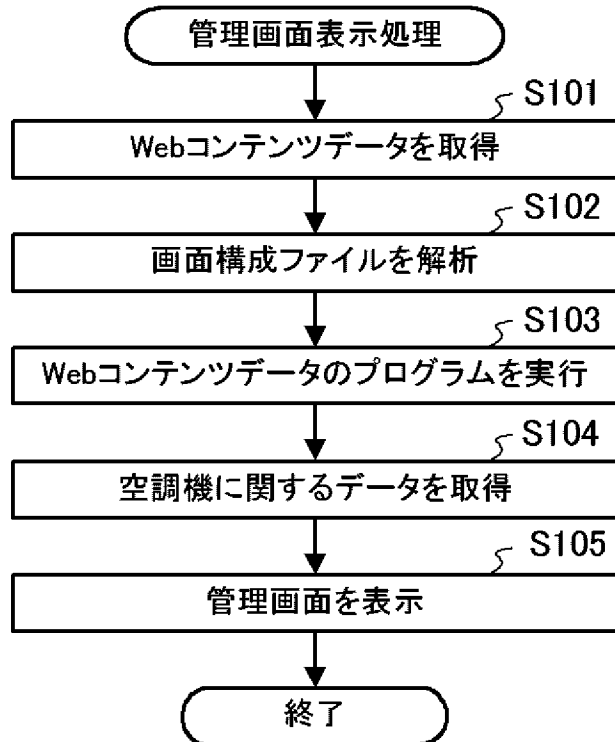 管理画面表示処理
S101
Webコンテンツデータを取得
S102
画面構成ファイルを解析
S103
Webコンテンツデータのプログラムを実行
S104
空調機に関するデータを取得
S105
管理画面を表示
終了